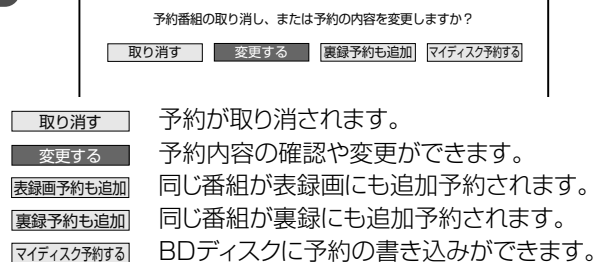 予約番組の取り消し、または予約の内容を変更しますか？
取り消す 変更する 裏録予約も追加 マイディスク予約する
取り消す 予約が取り消されます。
変更する 予約内容の確認や変更ができます。
表録画予約も追加 同じ番組が表録画にも追加予約されます。
裏録予約も追加 同じ番組が裏録にも追加予約されます。
マイディスク予約する BDディスクに予約の書き込みができます。